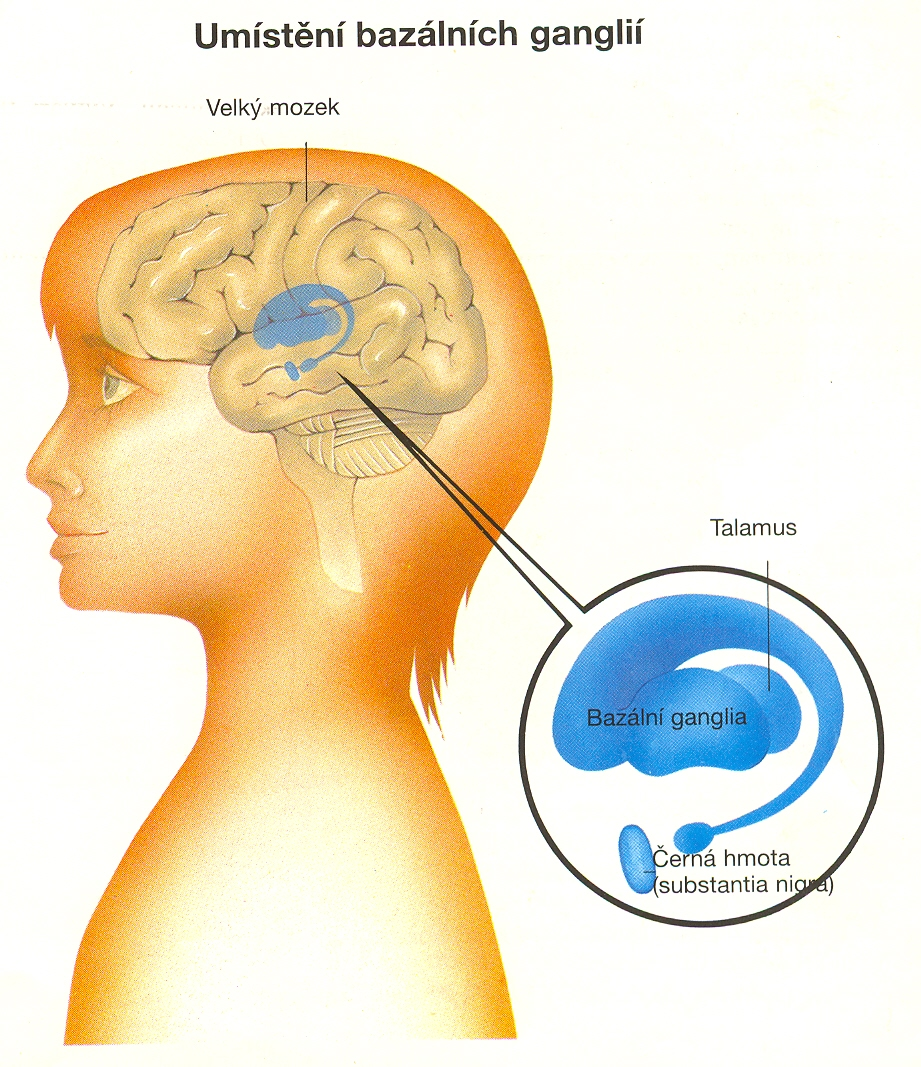 Umístění bazálních ganglií
Velký mozek
Talamus
Bazální ganglia
Černá hmota
(substantia nigra)